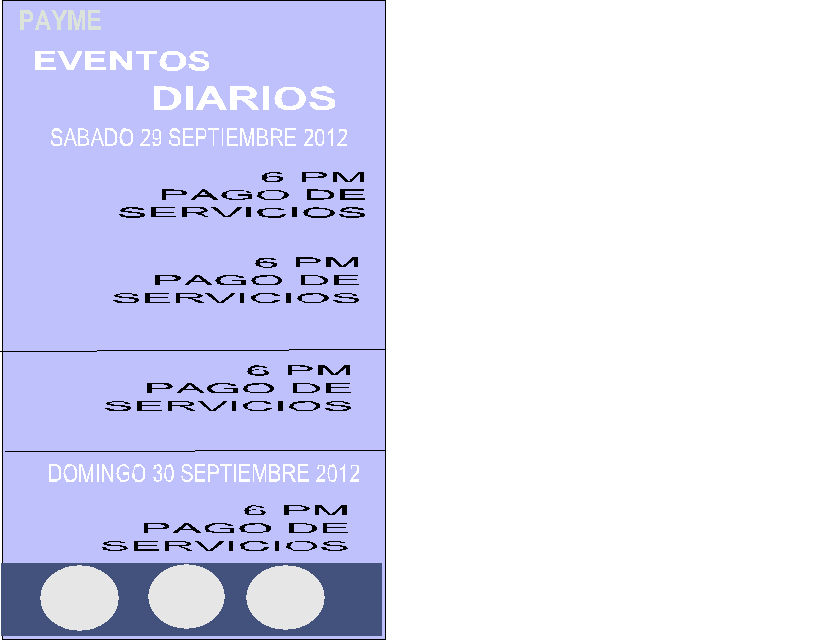 PAYME
EVENTOS
DIARIOS
SABADO 29 SEPTIEMBRE 2012
6 PM
PAGO DE
SERVICIOS
6 PM
PAGO DE
SERVICIOS
6 PM
PAGO DE
SERVICIOS
DOMINGO 30 SEPTIEMBRE 2012
6 PM
PAGO DE
SERVICIOS